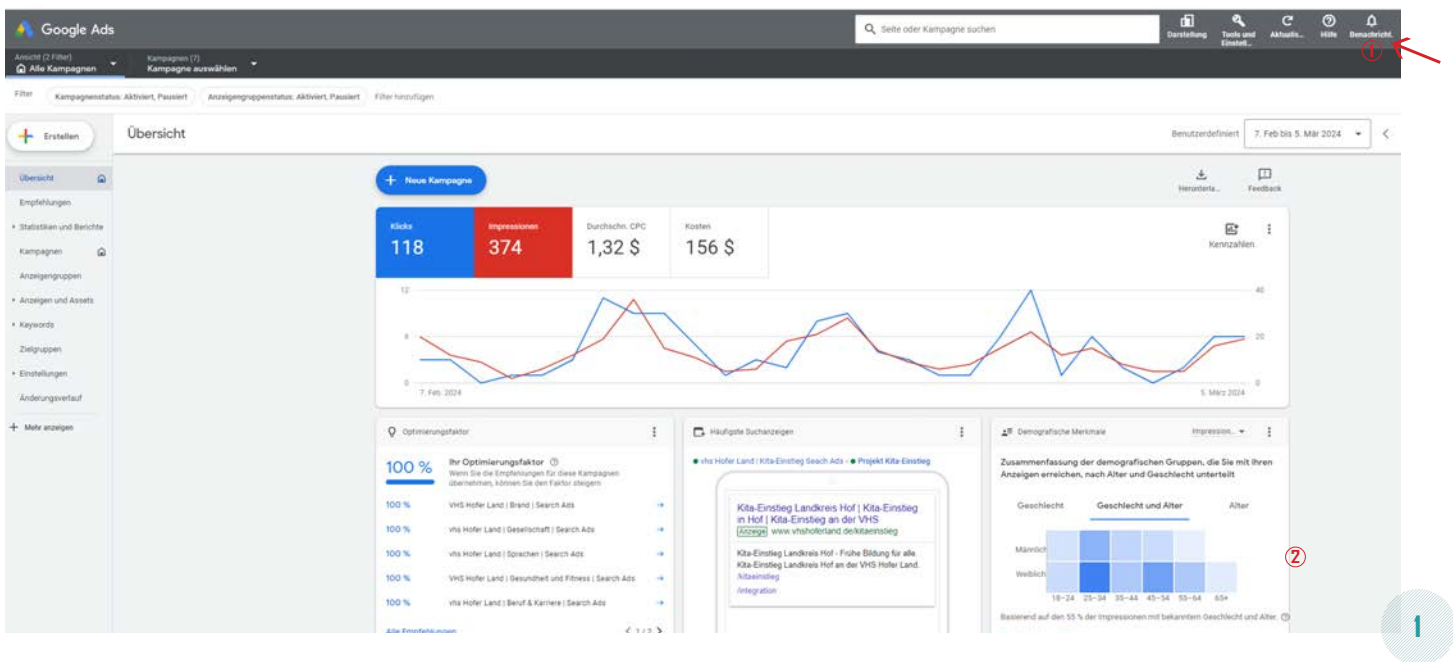 Google Ads
Seite oder Kampagne suchen
Darstellung
Tools und
Einstell...
Aktualis...
Hilfe
Benachricht.
①
Ansicht (2 Filter)
Alle Kampagnen
Kampagnen (7)
Kampagne auswählen
Filter
Kampagnenstatus: Aktiviert, Pausiert
Anzeigengruppenstatus: Aktiviert, Pausiert
Filter hinzufügen
Erstellen
Übersicht
Benutzerdefiniert
7. Feb bis 5. Mär 2024
Übersicht
Empfehlungen
Statistiken und Berichte
Kampagnen
Anzeigengruppen
Anzeigen und Assets
Keywords
Zielgruppen
Einstellungen
Änderungsverlauf
Mehr anzeigen
Neue Kampagne
Herunterla...
Feedback
Klicks
118
Impressionen
374
Durchschn. CPC
1,32 $
Kosten
156 $
Kennzahlen
12
6
0
40
20
0
7. Feb. 2024
5. März 2024
Optimierungsfaktor
100 %
Ihr Optimierungsfaktor
Wenn Sie die Empfehlungen für diese Kampagnen
übernehmen, können Sie den Faktor steigern
100 % VHS Hofer Land | Brand | Search Ads
100 % vhs Hofer Land | Gesellschaft | Search Ads
100 % vhs Hofer Land | Sprachen | Search Ads
100 % VHS Hofer Land | Gesundheit und Fitness | Search Ads
100 % vhs Hofer Land | Beruf & Karriere | Search Ads
Alle Empfehlungen
1 / 2
Häufigste Suchanzeigen
vhs Hofer Land | Kita-Einstieg Seach Ads - Projekt Kita-Einstieg
Kita-Einstieg Landkreis Hof | Kita-Einstieg
in Hof | Kita-Einstieg an der VHS
Anzeige www.vhshoferland.de/kitaeinstieg
Kita-Einstieg Landkreis Hof - Frühe Bildung für alle.
Kita-Einstieg Landkreis Hof an der VHS Hofer Land.
/kitaeinstieg
/integration
Demografische Merkmale
Impression...
Zusammenfassung der demografischen Gruppen, die Sie mit Ihren
Anzeigen erreichen, nach Alter und Geschlecht unterteilt
Geschlecht
Geschlecht und Alter
Alter
Männlich
Weiblich
18–24 25–34 35–44 45–54 55–64 65+
②
Basierend auf den 55 % der Impressionen mit bekanntem Geschlecht und Alter.
1